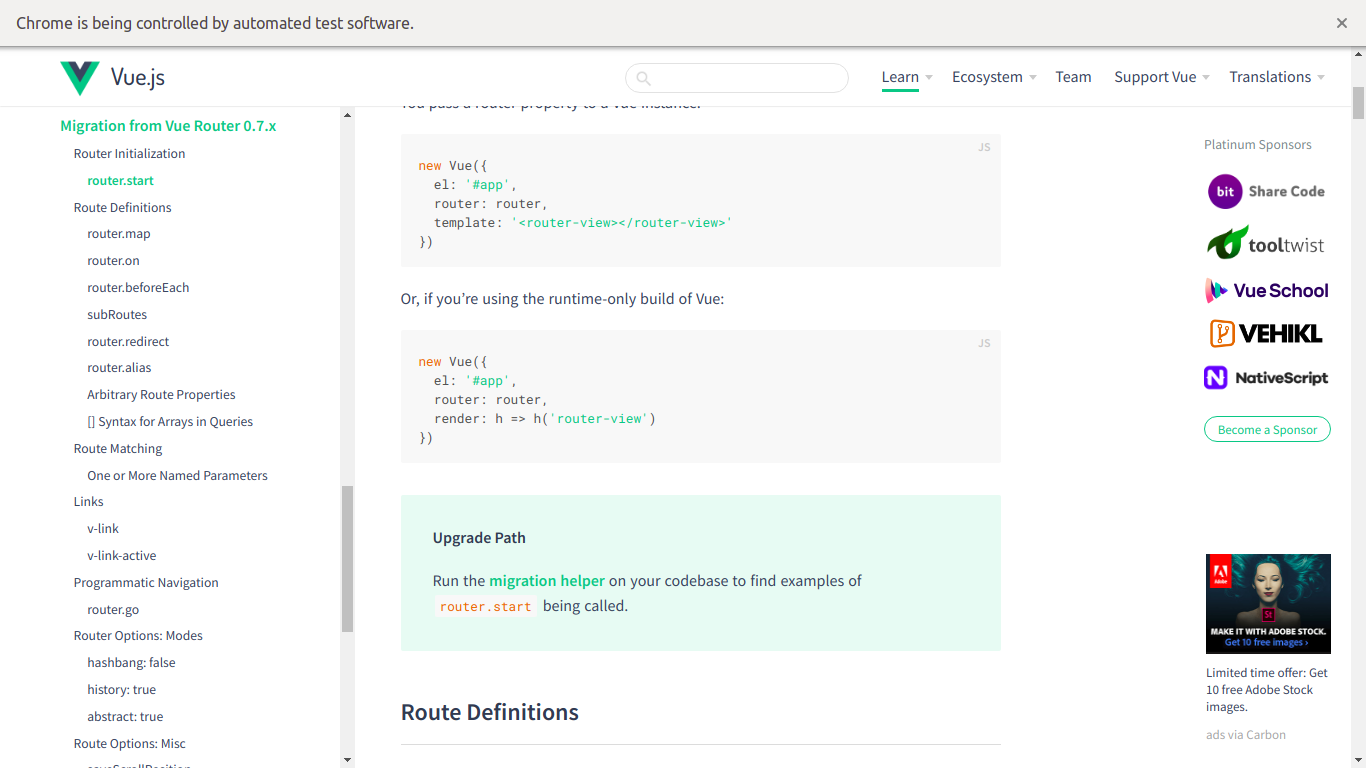 Chrome is being controlled by automated test software.
Vue.js
Learn
Ecosystem
Team
Support Vue
Translations
Migration from Vue Router 0.7.x
Router Initialization
router.start
Route Definitions
router.map
router.on
router.beforeEach
subRoutes
router.redirect
router.alias
Arbitrary Route Properties
[] Syntax for Arrays in Queries
Route Matching
One or More Named Parameters
Links
v-link
v-link-active
Programmatic Navigation
router.go
Router Options: Modes
hashbang: false
history: true
abstract: true
Route Options: Misc
saveScrollPosition
You pass a router property to a Vue instance:
JS
new Vue({
  el: '#app',
  router: router,
  template: '<router-view></router-view>'
})
Or, if you’re using the runtime-only build of Vue:
JS
new Vue({
  el: '#app',
  router: router,
  render: h => h('router-view')
})
Upgrade Path
Run the migration helper on your codebase to find examples of
router.start being called.
Route Definitions
Platinum Sponsors
bit Share Code
tooltwist
Vue School
VEHIKL
NativeScript
Become a Sponsor
Adobe
St
MAKE IT WITH ADOBE STOCK.
Get 10 free images ›
Limited time offer: Get
10 free Adobe Stock
images.
ads via Carbon